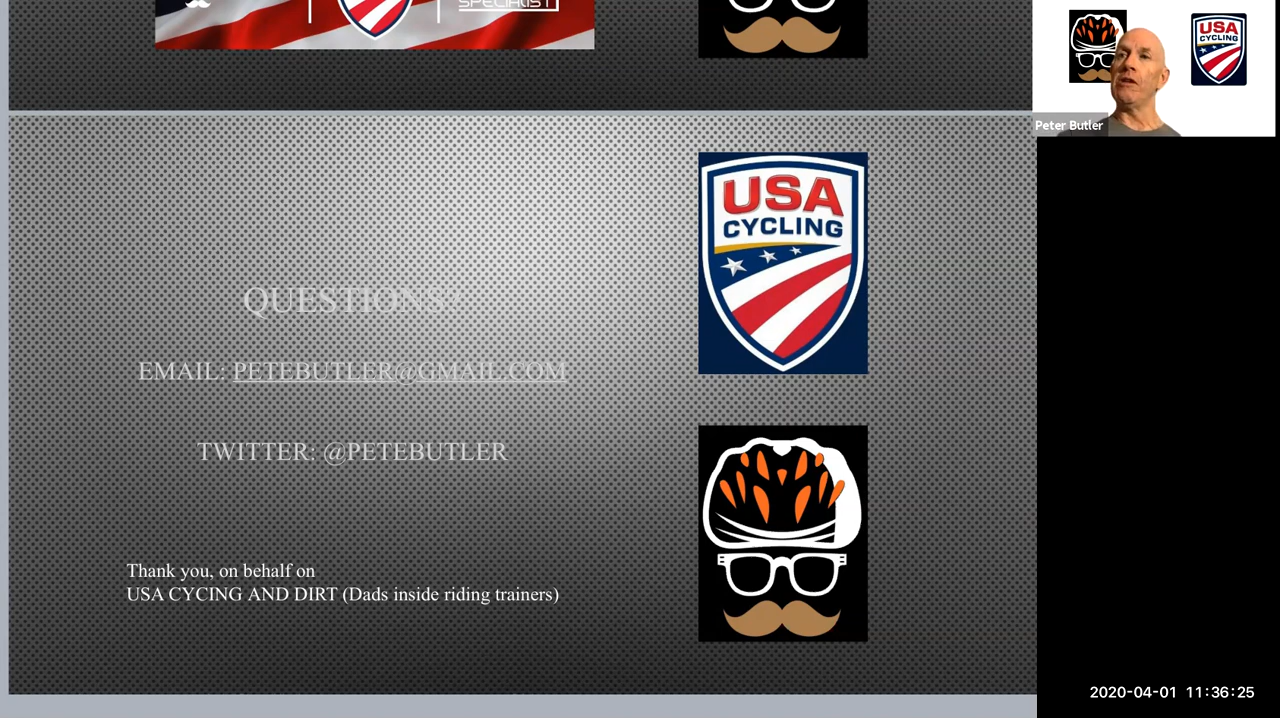 SPECIALIST
USA
CYCLING
Peter Butler
USA
CYCLING
QUESTIONS?
EMAIL: PETEBUTLER@GMAIL.COM
TWITTER: @PETEBUTLER
Thank you, on behalf on
USA CYCING AND DIRT (Dads inside riding trainers)
2020-04-01 11:36:25